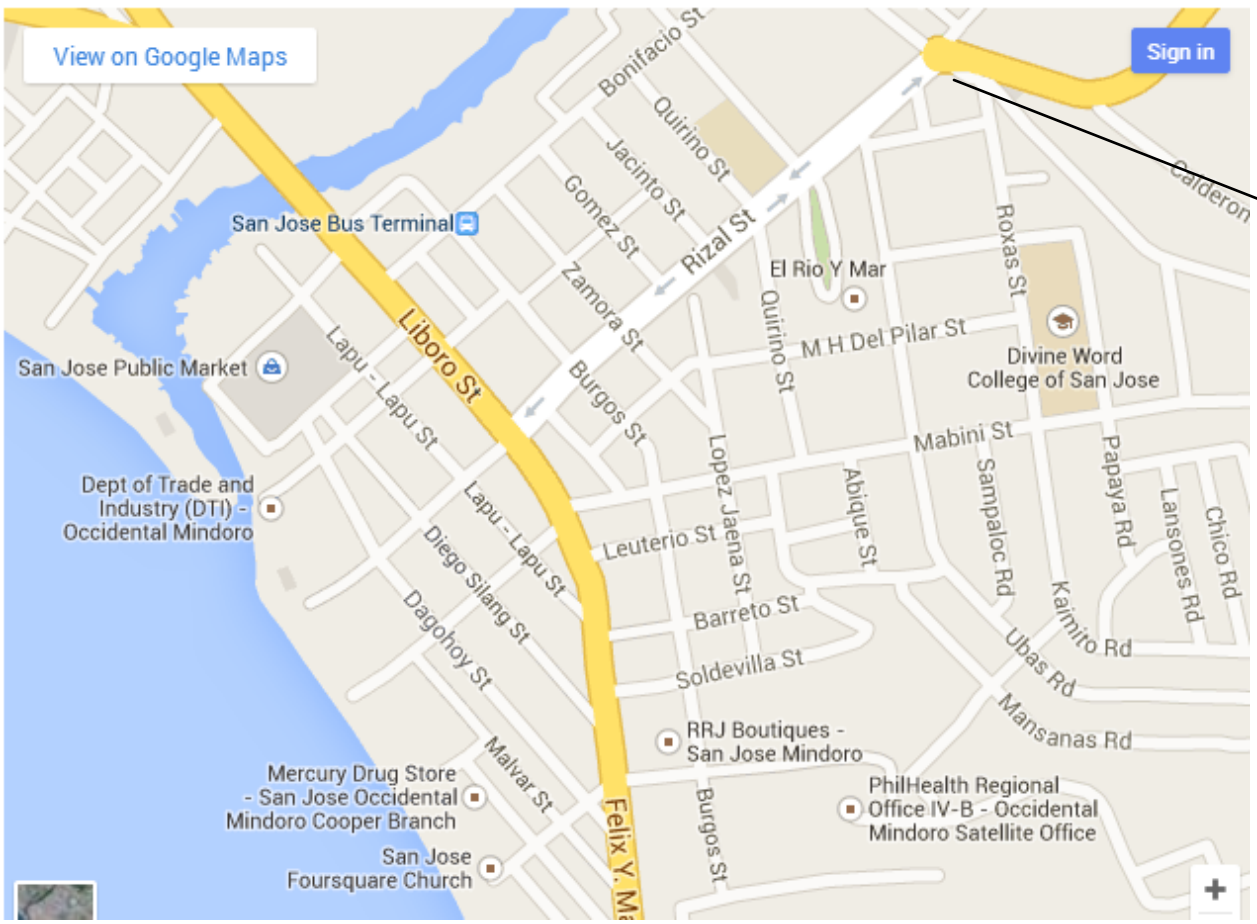 View on Google Maps
Sign in
Bonifacio St
Quirino St
Jacinto St
Gomez St
Calderon
San Jose Bus Terminal
Rizal St
Roxas St
El Rio Y Mar
Zamora St
Quirino St
Liboro St
M H Del Pilar St
Lapu - Lapu St
San Jose Public Market
Divine Word
College of San Jose
Burgos St
Mabini St
Lopez Jaena St
Abique St
Sampaloc Rd
Papaya Rd
Lansones Rd
Chico Rd
Dept of Trade and
Industry (DTI) -
Occidental Mindoro
Lapu - Lapu St
Leuterio St
Diego Silang St
Dagohoy St
Barreto St
Kaimito Rd
Ubas Rd
Soldevilla St
Mansanas Rd
RRJ Boutiques -
San Jose Mindoro
Malvar St
Mercury Drug Store
- San Jose Occidental
Mindoro Cooper Branch
PhilHealth Regional
Office IV-B - Occidental
Mindoro Satellite Office
Burgos St
Felix Y. Ma
San Jose
Foursquare Church
+